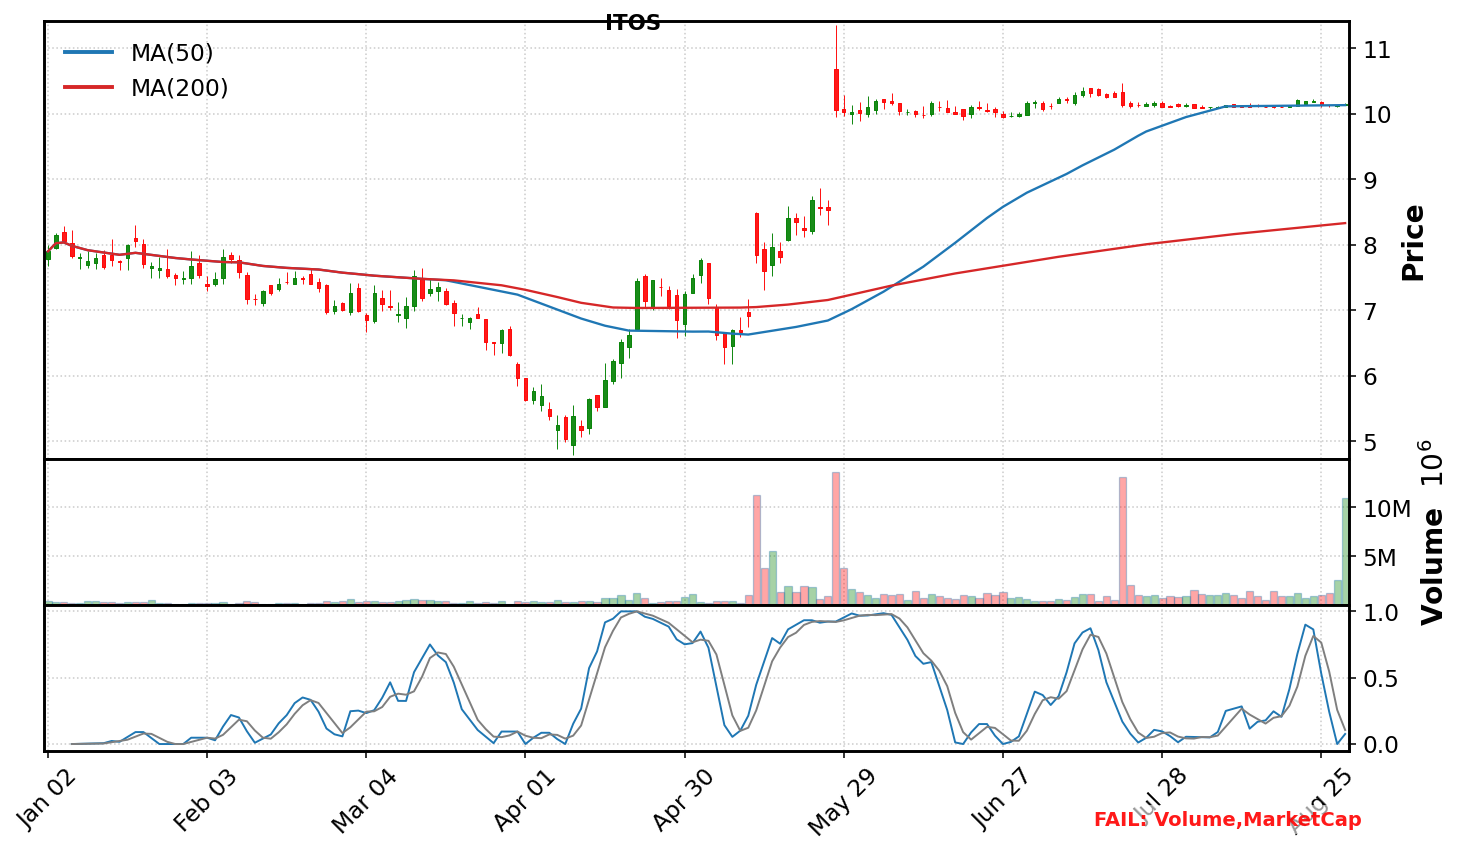 ITOS
MA(50)
MA(200)
11
10
9
8
7
6
5
Price
10M
5M
Volume 10^6
1.0
0.5
0.0
Jan 02
Feb 03
Mar 04
Apr 01
Apr 30
May 29
Jun 27
Jul 28
Aug 25
FAIL: Volume,MarketCap